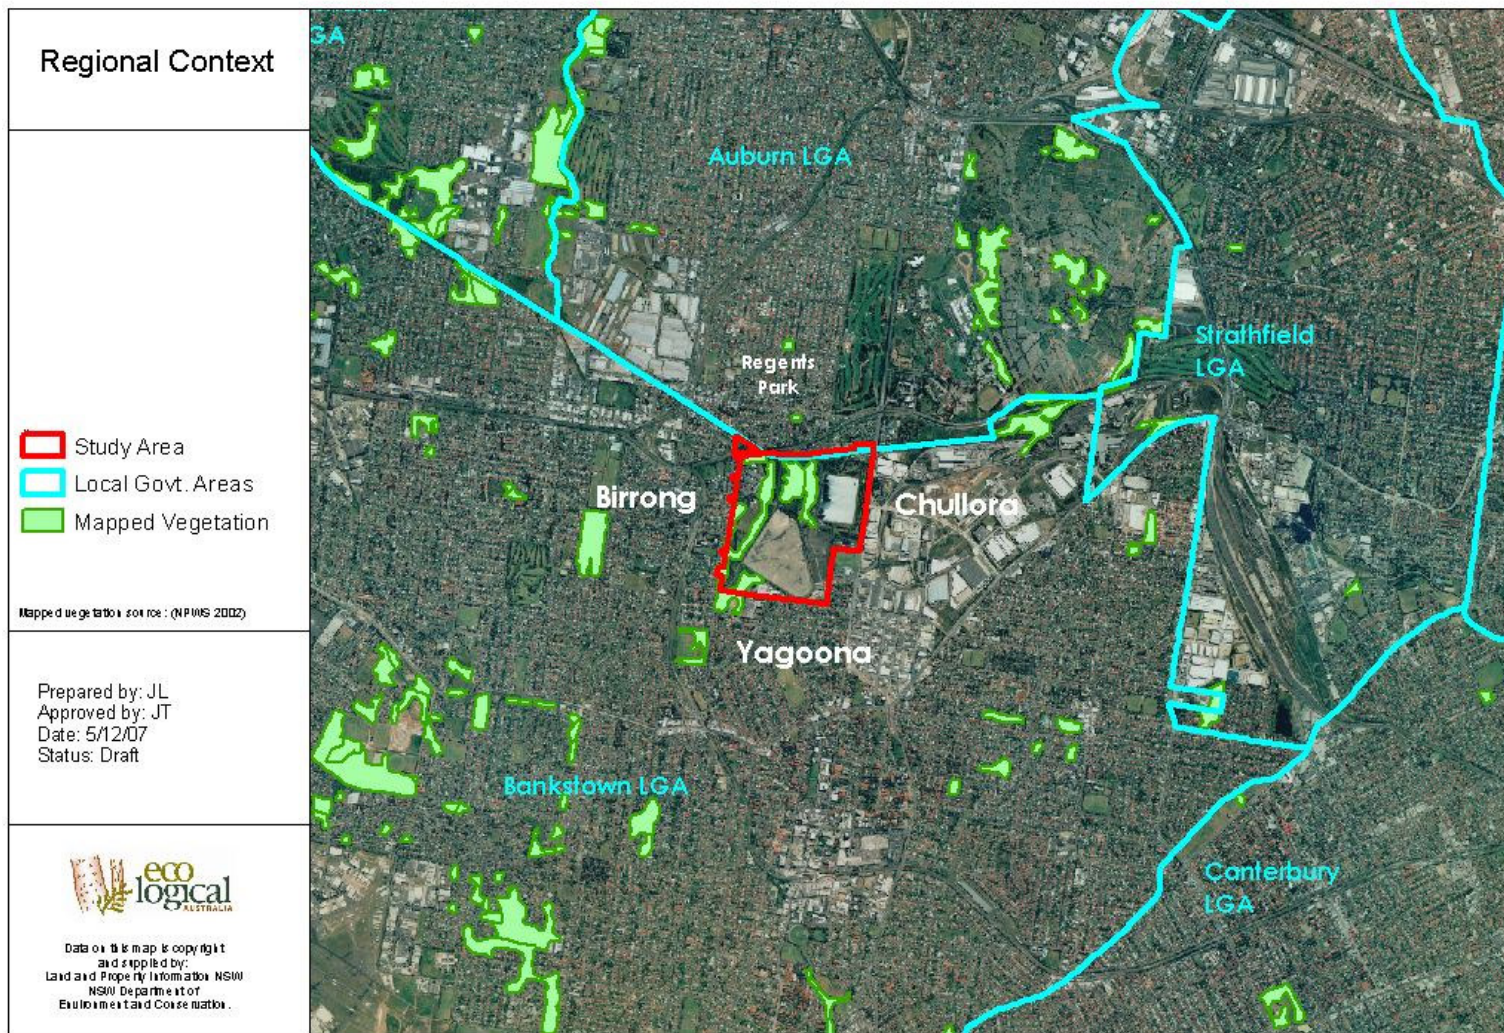 Regional Context
Study Area
Local Govt. Areas
Mapped Vegetation
Mapped vegetation source: (NPWS 2002)
Prepared by: JL
Approved by: JT
Date: 5/12/07
Status: Draft
eco
logical
AUSTRALIA
Data on this map is copyright
and supplied by:
Land and Property Information NSW
NSW Department of
Environment and Conservation.
GA
Auburn LGA
Strathfield
LGA
Regents
Park
Birrong
Chullora
Yagoona
Bankstown LGA
Canterbury
LGA